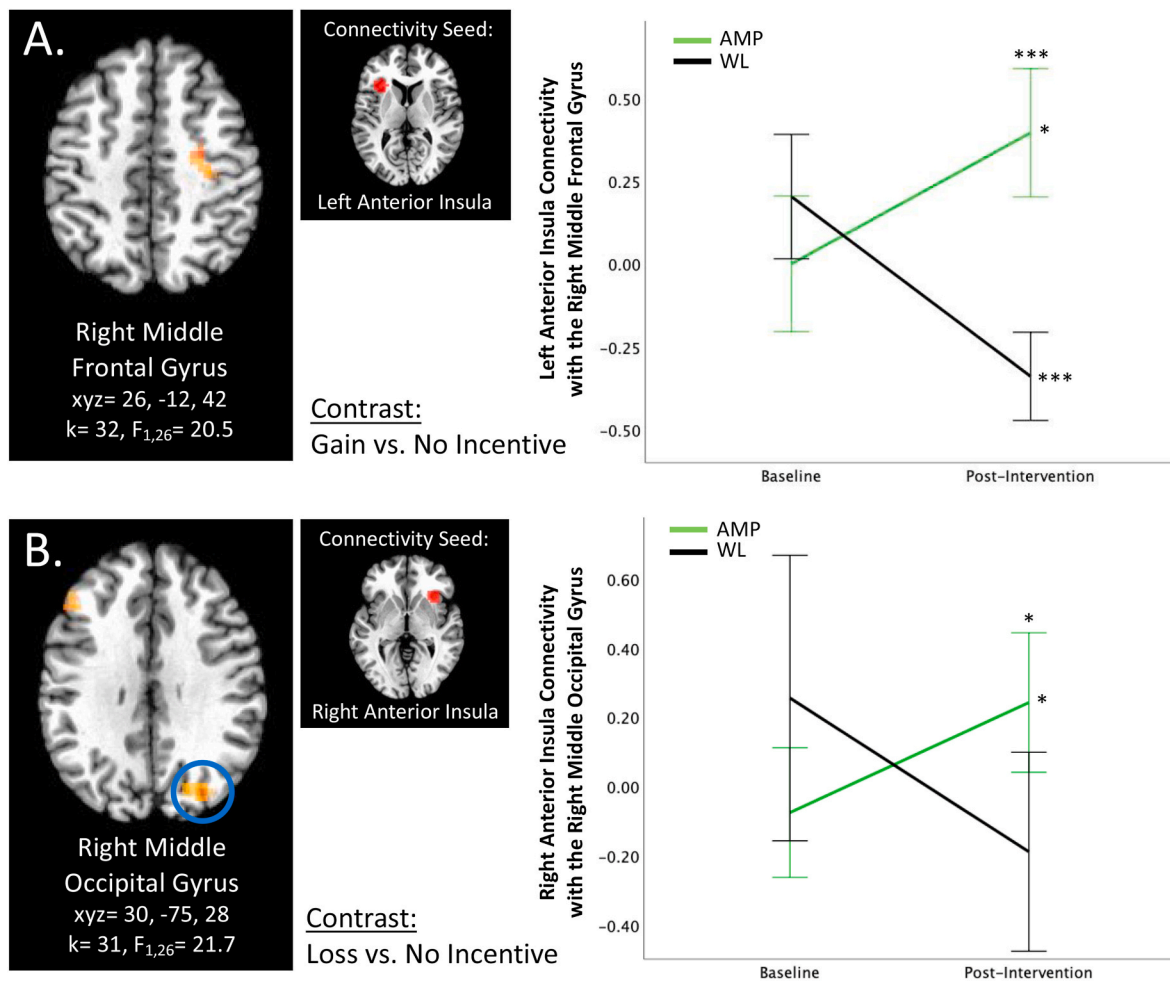 A.
Right Middle
Frontal Gyrus
xyz= 26, -12, 42
k= 32, F1,26= 20.5
Connectivity Seed:
Left Anterior Insula
Contrast:
Gain vs. No Incentive
Left Anterior Insula Connectivity
with the Right Middle Frontal Gyrus
AMP
WL
***
*
***
0.50
0.25
0.00
−0.25
−0.50
Baseline
Post-Intervention
B.
Right Middle
Occipital Gyrus
xyz= 30, -75, 28
k= 31, F1,26= 21.7
Connectivity Seed:
Right Anterior Insula
Contrast:
Loss vs. No Incentive
Right Anterior Insula Connectivity
with the Right Middle Occipital Gyrus
AMP
WL
*
*
0.60
0.40
0.20
0.00
−0.20
−0.40
Baseline
Post-Intervention